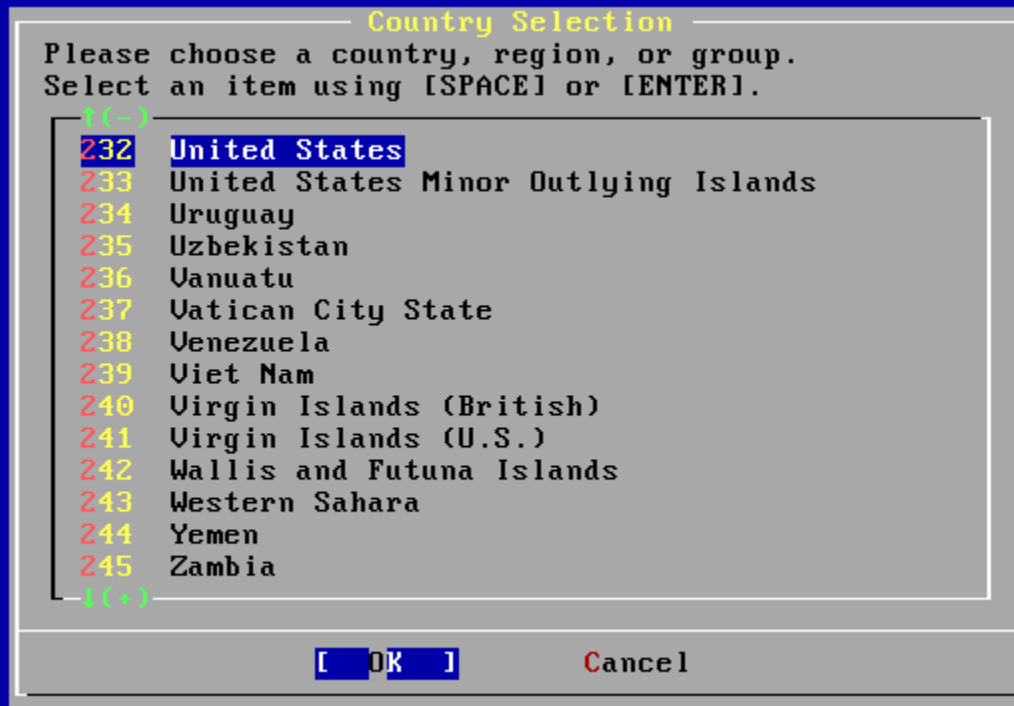 Country Selection
Please choose a country, region, or group.
Select an item using [SPACE] or [ENTER].
↑(-)
232 United States
233 United States Minor Outlying Islands
234 Uruguay
235 Uzbekistan
236 Vanuatu
237 Vatican City State
238 Venezuela
239 Viet Nam
240 Virgin Islands (British)
241 Virgin Islands (U.S.)
242 Wallis and Futuna Islands
243 Western Sahara
244 Yemen
245 Zambia
↓(+)
[ OK ] Cancel